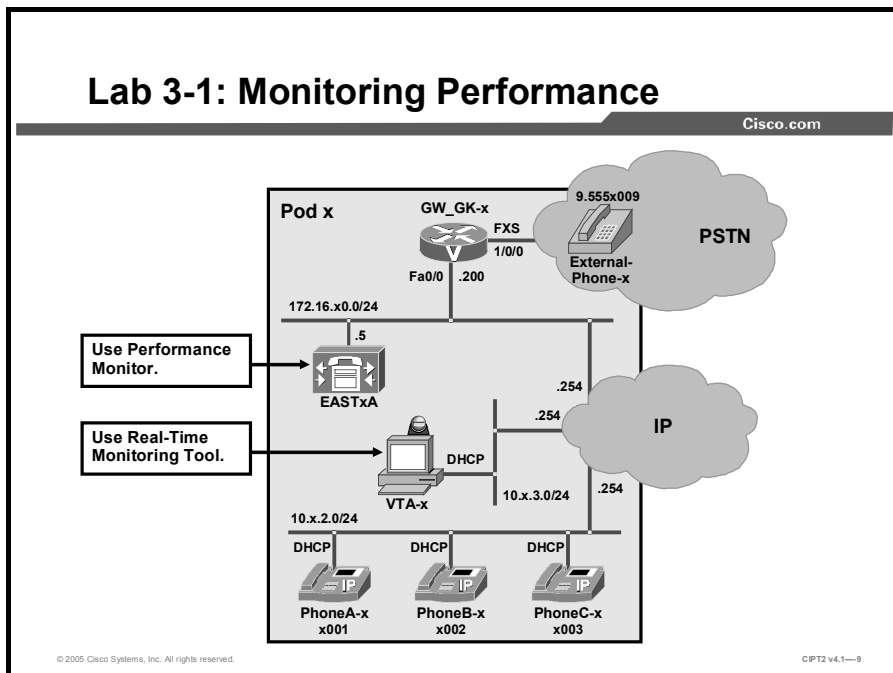 Lab 3-1: Monitoring Performance
Cisco.com
Pod x
GW_GK-x
9.555x009
FXS
1/0/0
V
PSTN
External-
Phone-x
Fa0/0
.200
172.16.x0.0/24
.5
Use Performance
Monitor.
EASTxA
.254
.254
IP
Use Real-Time
Monitoring Tool.
DHCP
VTA-x
10.x.3.0/24
.254
10.x.2.0/24
DHCP
DHCP
DHCP
IP
IP
IP
PhoneA-x
x001
PhoneB-x
x002
PhoneC-x
x003
© 2005 Cisco Systems, Inc. All rights reserved.
CIPT2 v4.1—-9